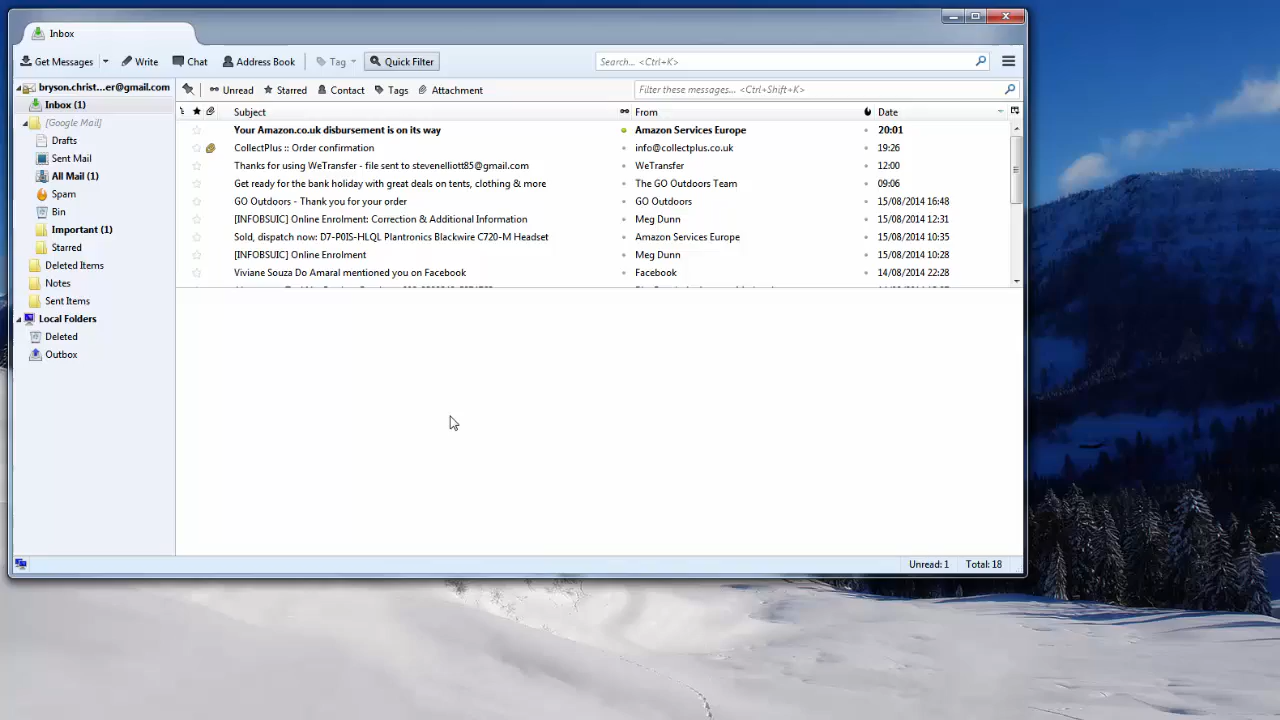 Inbox
Get Messages Write Chat Address Book Tag Quick Filter Search... <Ctrl+K>
bryson.christ...er@gmail.com
Unread Starred Contact Tags Attachment Filter these messages... <Ctrl+Shift+K>
Inbox (1)
[Google Mail]
Drafts
Sent Mail
All Mail (1)
Spam
Bin
Important (1)
Starred
Deleted Items
Notes
Sent Items
Local Folders
Deleted
Outbox
Subject From Date
Your Amazon.co.uk disbursement is on its way Amazon Services Europe 20:01
CollectPlus :: Order confirmation info@collectplus.co.uk 19:26
Thanks for using WeTransfer - file sent to stevenelliott85@gmail.com WeTransfer 12:00
Get ready for the bank holiday with great deals on tents, clothing & more The GO Outdoors Team 09:06
GO Outdoors - Thank you for your order GO Outdoors 15/08/2014 16:48
[INFOBSUIC] Online Enrolment: Correction & Additional Information Meg Dunn 15/08/2014 12:31
Sold, dispatch now: D7-P0IS-HLQL Plantronics Blackwire C720-M Headset Amazon Services Europe 15/08/2014 10:35
[INFOBSUIC] Online Enrolment Meg Dunn 15/08/2014 10:28
Viviane Souza Do Amaral mentioned you on Facebook Facebook 14/08/2014 22:28
Unread: 1 Total: 18